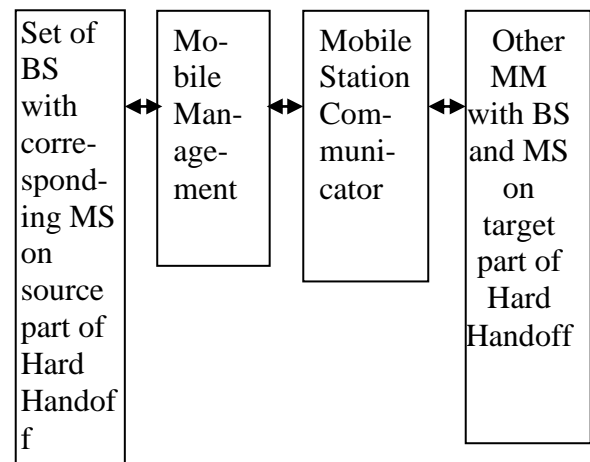 Set of
BS
with
corre-
spond-
ing MS
on
source
part of
Hard
Handof
f
Mo-
bile
Man-
age-
ment
Mobile
Station
Com-
muni-
cator
Other
MM
with BS
and MS
on
target
part of
Hard
Handoff